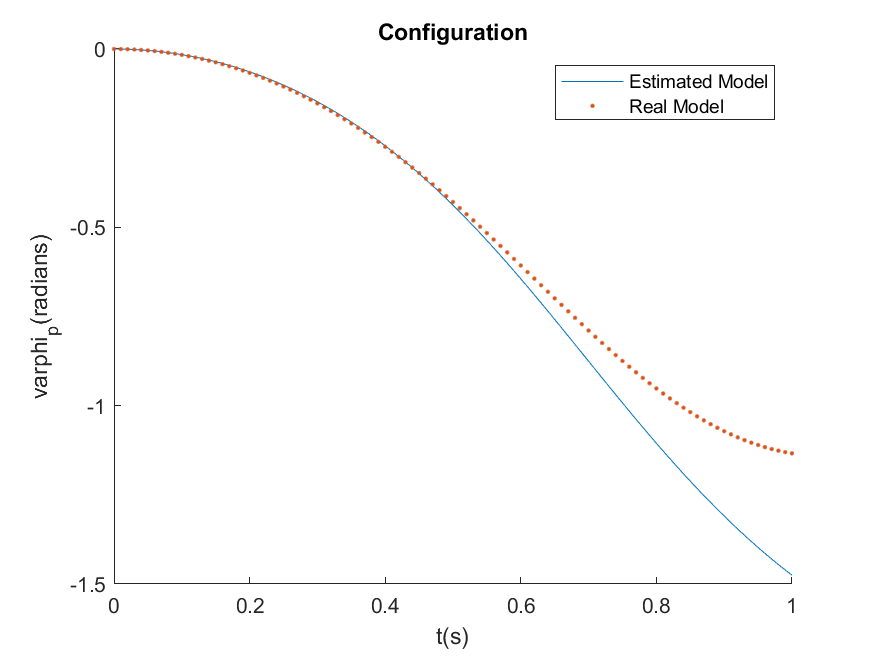 Configuration
0
Estimated Model
Real Model
-0.5
varphi_p(radians)
-1
-1.5
0 0.2 0.4 0.6 0.8 1
t(s)